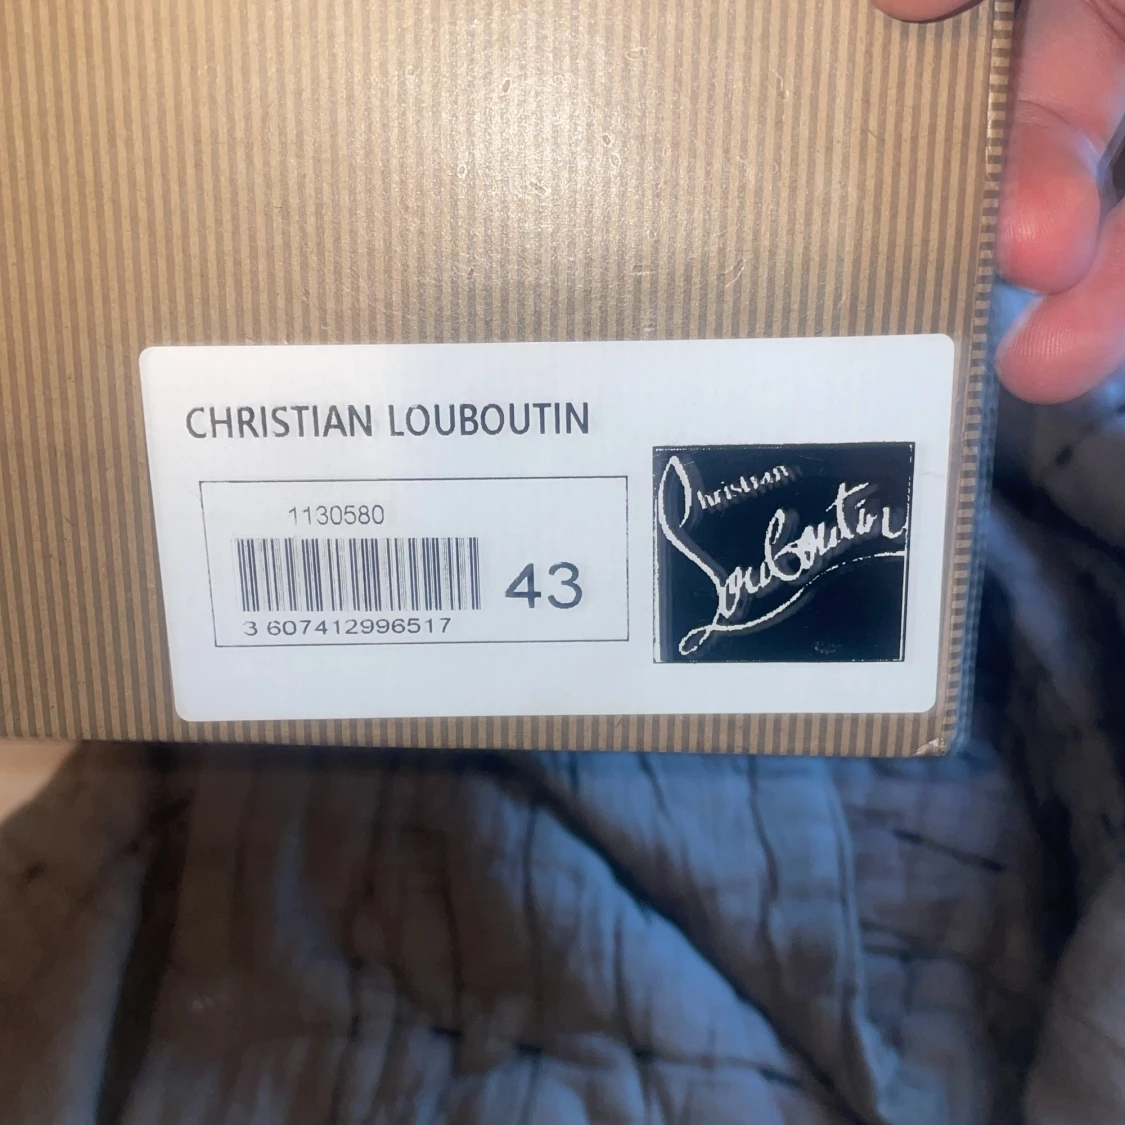 CHRISTIAN LOUBOUTIN
1130580
3 607412996517
43
Christian
Louboutin